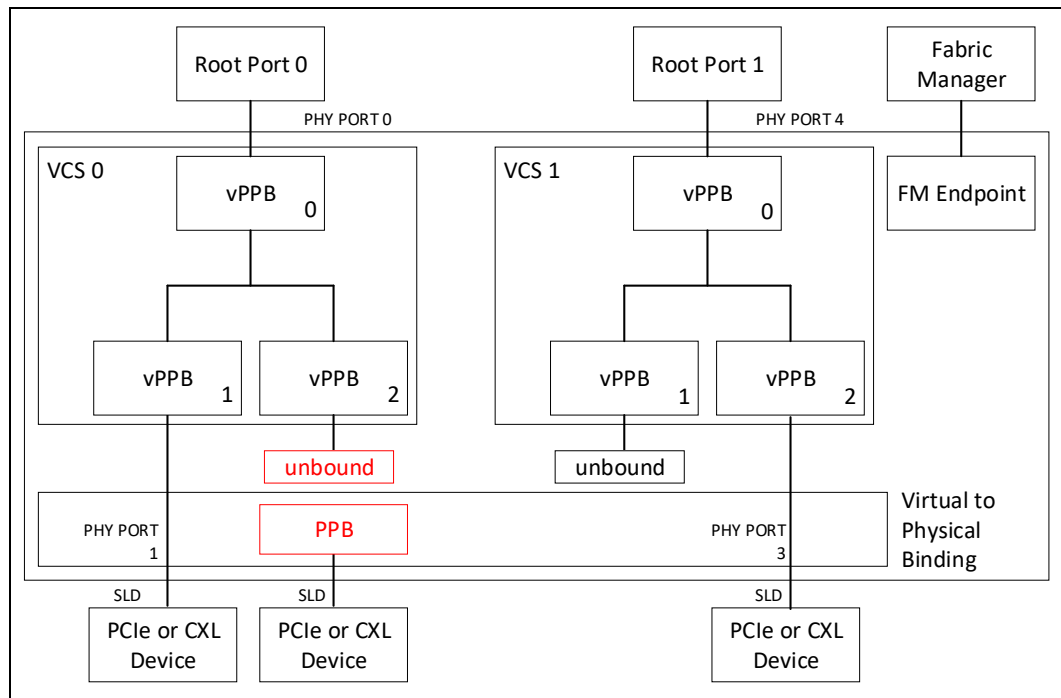 Root Port 0
Root Port 1
Fabric
Manager
PHY PORT 0
PHY PORT 4
VCS 0
vPPB
0
VCS 1
vPPB
0
FM Endpoint
vPPB
1
vPPB
2
vPPB
1
vPPB
2
unbound
unbound
PHY PORT
1
PPB
PHY PORT
3
Virtual to
Physical
Binding
SLD
SLD
SLD
PCIe or CXL
Device
PCIe or CXL
Device
PCIe or CXL
Device